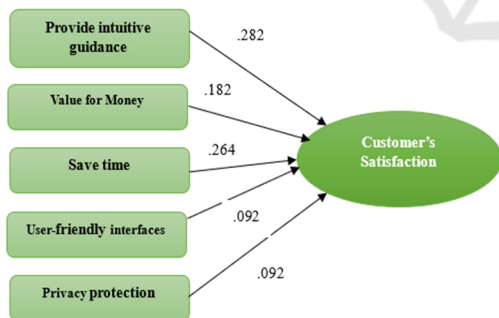 Provide intuitive
guidance
.282
Value for Money
.182
Customer's
Satisfaction
Save time
.264
User-friendly interfaces
.092
Privacy protection
.092